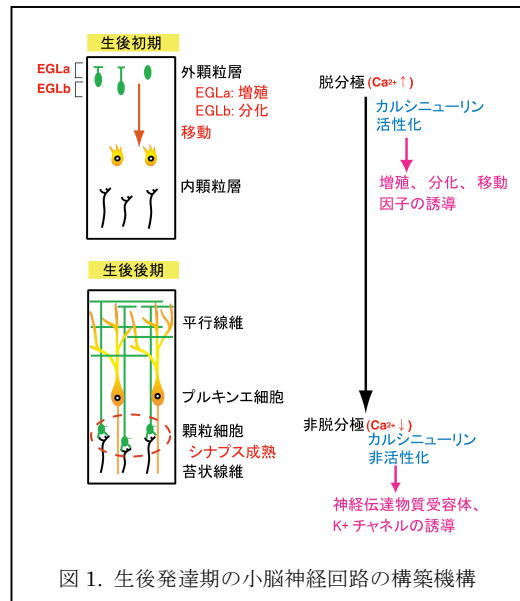 生後初期
EGLa
EGLb
外顆粒層
EGLa: 増殖
EGLb: 分化
移動
内顆粒層
脱分極(Ca²⁺↑)
カルシニューリン
活性化
増殖、分化、移動
因子の誘導
生後後期
平行線維
プルキンエ細胞
顆粒細胞
シナプス成熟
苔状線維
非脱分極(Ca²⁺↓)
カルシニューリン
非活性化
神経伝達物質受容体、
K+チャネルの誘導
図 1. 生後発達期の小脳神経回路の構築機構